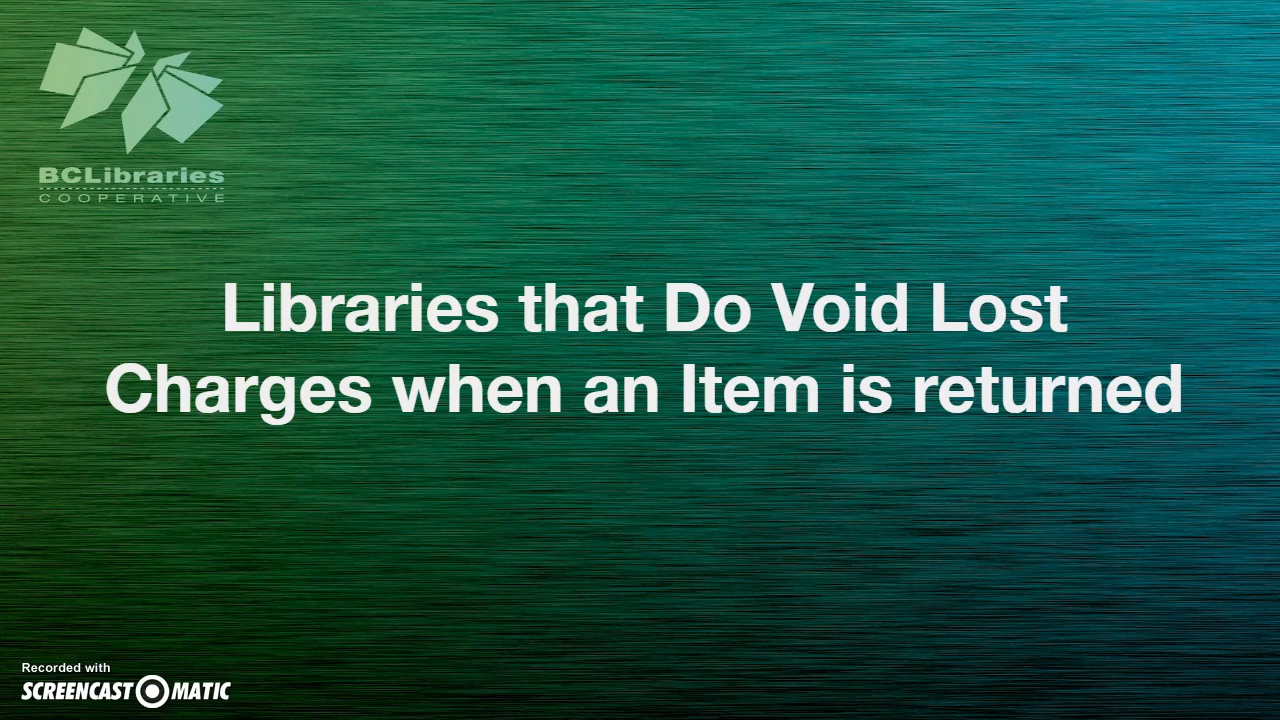 BCLibraries
COOPERATIVE
Libraries that Do Void Lost
Charges when an Item is returned
Recorded with
SCREENCAST MATIC